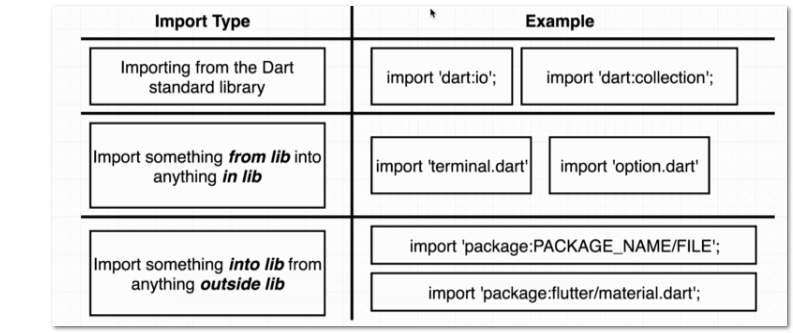 Import Type
Example
Importing from the Dart
standard library
import 'dart:io';
import 'dart:collection';
Import something from lib into
anything in lib
import 'terminal.dart'
import 'option.dart'
Import something into lib from
anything outside lib
import 'package:PACKAGE_NAME/FILE';
import 'package:flutter/material.dart';